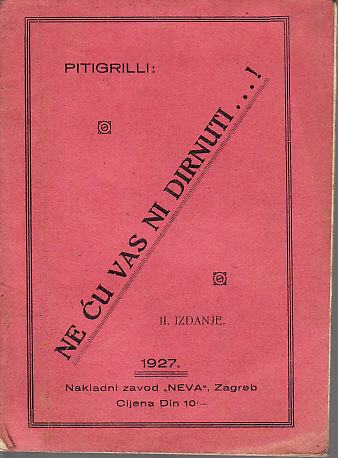 PITIGRILLI:
NE ĆU VAS NI DIRNUTI...!
II. IZDANJE.
1927.
Nakladni zavod „NEVA“, Zagreb
Cijena Din 10·—